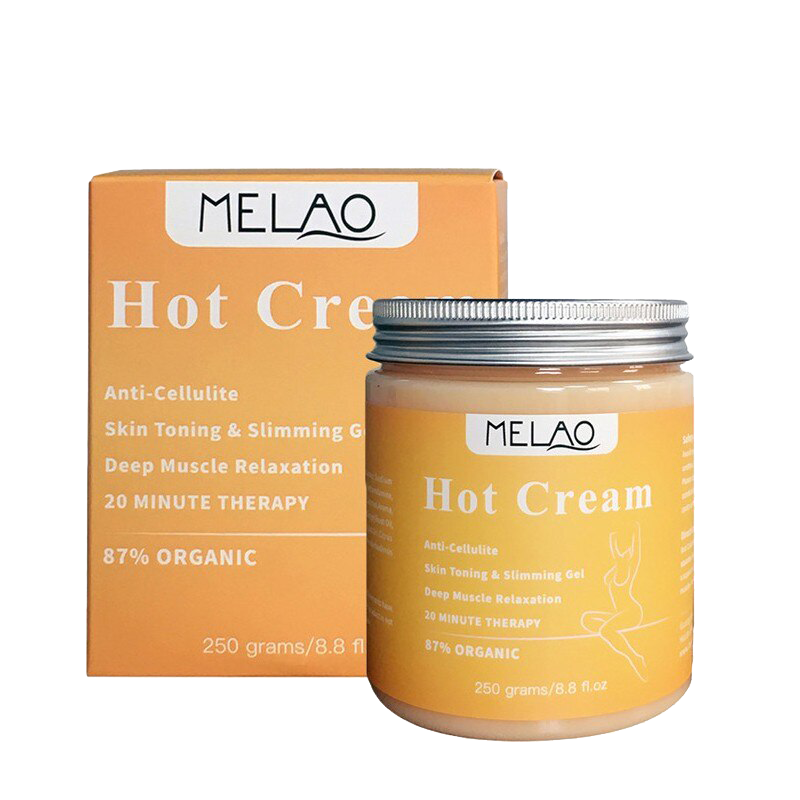 MELAO
Hot Cre
Anti-Cellulite
Skin Toning & Slimming G
Deep Muscle Relaxation
20 MINUTE THERAPY
87% ORGANIC
250 grams/8.8 fl
MELAO
Hot Cream
Anti-Cellulite
Skin Toning & Slimming Gel
Deep Muscle Relaxation
20 MINUTE THERAPY
87% ORGANIC
250 grams/8.8 fl.oz